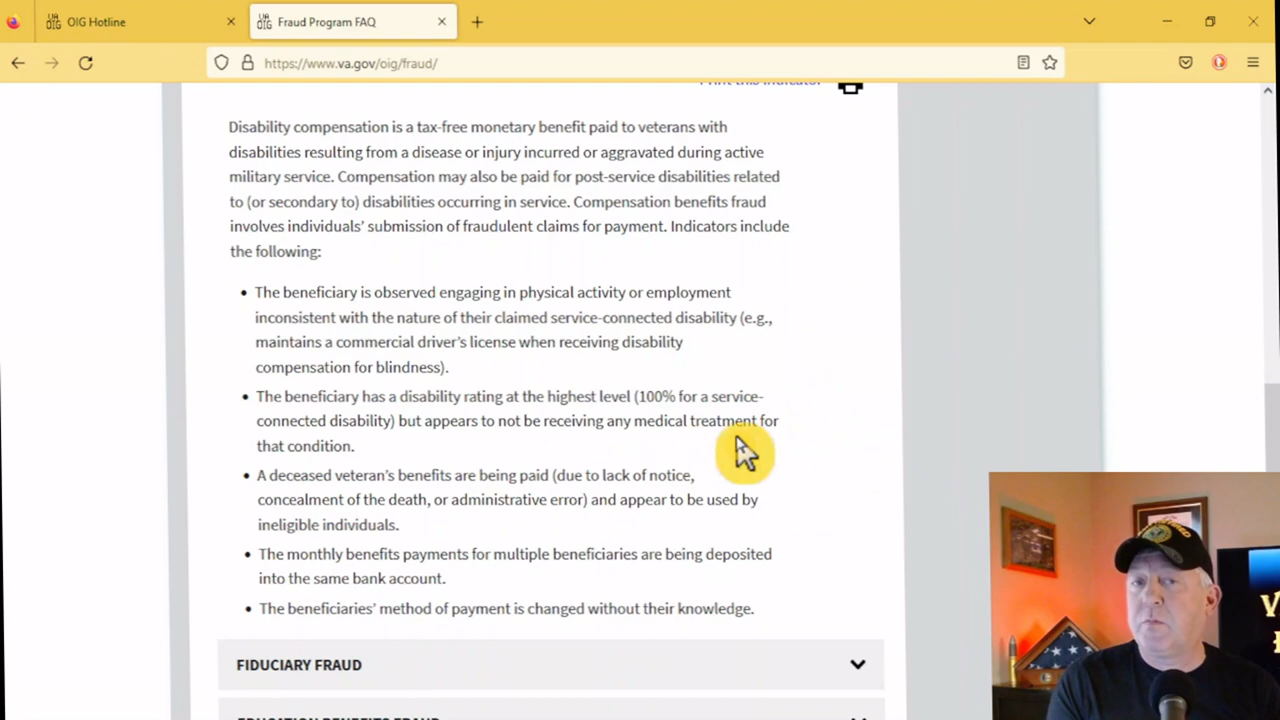 VA OIG
OIG Hotline
VA OIG
Fraud Program FAQ
https://www.va.gov/oig/fraud/
Print this indicator
Disability compensation is a tax-free monetary benefit paid to veterans with
disabilities resulting from a disease or injury incurred or aggravated during active
military service. Compensation may also be paid for post-service disabilities related
to (or secondary to) disabilities occurring in service. Compensation benefits fraud
involves individuals’ submission of fraudulent claims for payment. Indicators include
the following:
• The beneficiary is observed engaging in physical activity or employment
inconsistent with the nature of their claimed service-connected disability (e.g.,
maintains a commercial driver’s license when receiving disability
compensation for blindness).
• The beneficiary has a disability rating at the highest level (100% for a service-
connected disability) but appears to not be receiving any medical treatment for
that condition.
• A deceased veteran’s benefits are being paid (due to lack of notice,
concealment of the death, or administrative error) and appear to be used by
ineligible individuals.
• The monthly benefits payments for multiple beneficiaries are being deposited
into the same bank account.
• The beneficiaries’ method of payment is changed without their knowledge.
FIDUCIARY FRAUD
EDUCATION BENEFITS FRAUD